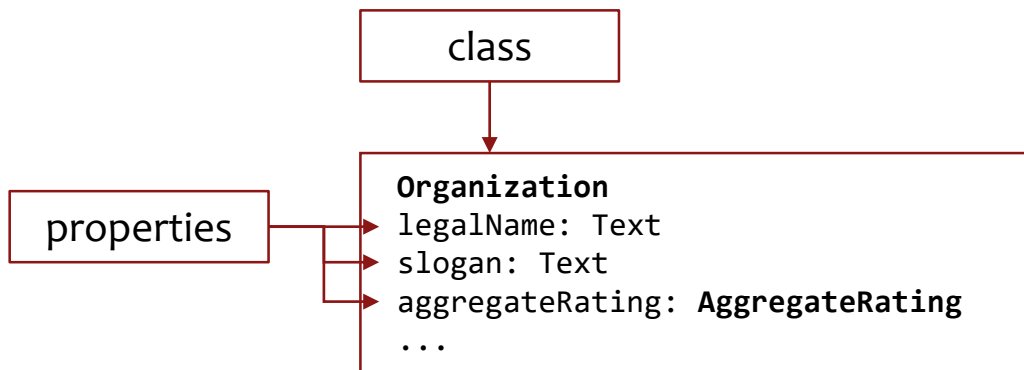 class
properties
Organization
legalName: Text
slogan: Text
aggregateRating: AggregateRating
...